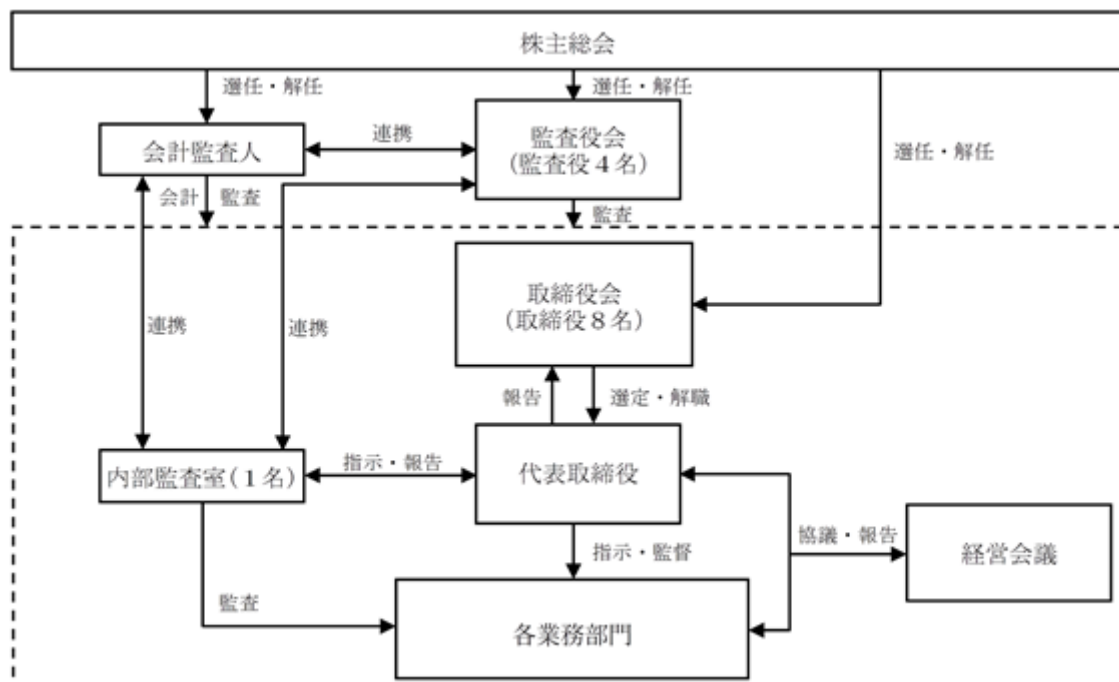 株主総会
選任・解任
選任・解任
選任・解任
会計監査人
連携
監査役会
(監査役4名)
会計 監査
監査
取締役会
(取締役8名)
連携
連携
報告
選定・解職
内部監査室(1名)
指示・報告
代表取締役
協議・報告
経営会議
指示・監督
監査
各業務部門